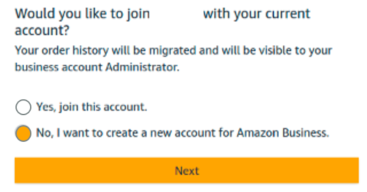 Would you like to join with your current
account?
Your order history will be migrated and will be visible to your
business account Administrator.
Yes, join this account.
No, I want to create a new account for Amazon Business.
Next